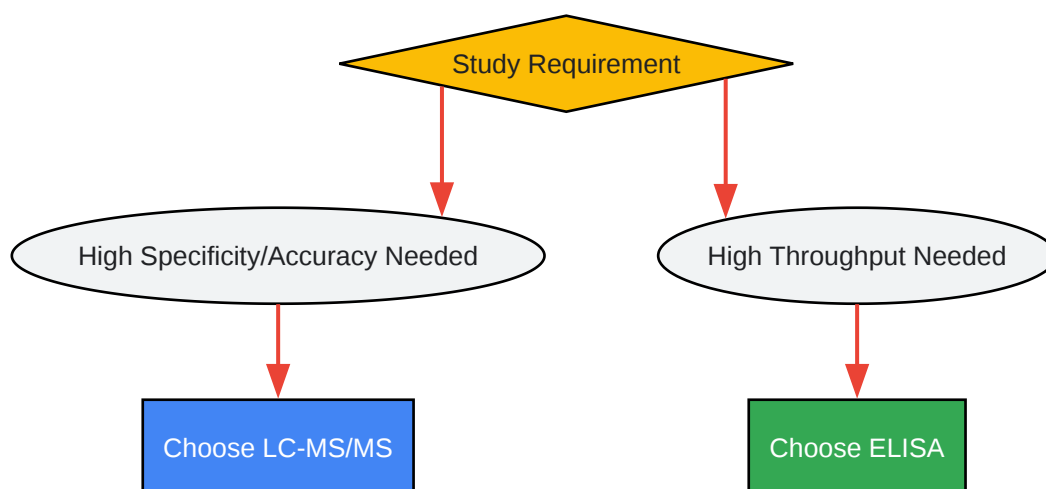 Study Requirement
High Specificity/Accuracy Needed
High Throughput Needed
Choose LC-MS/MS
Choose ELISA